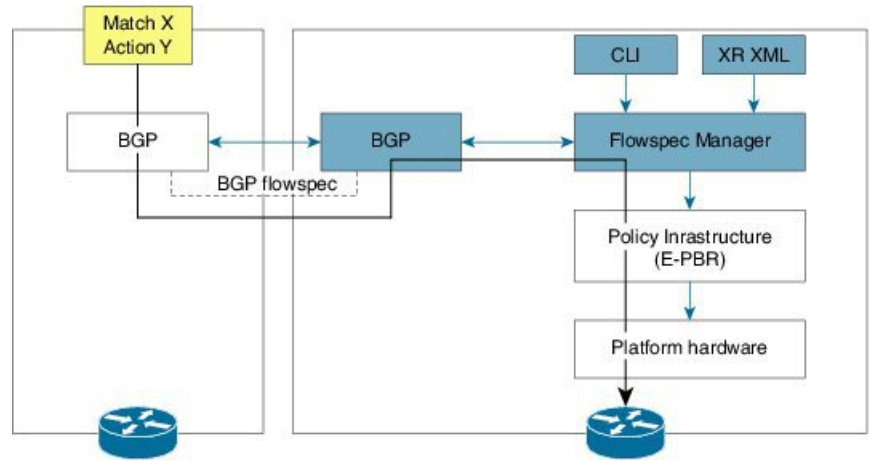 Match X
Action Y
CLI
XR XML
BGP
BGP
Flowspec Manager
BGP flowspec
Policy Inrastructure
(E-PBR)
Platform hardware